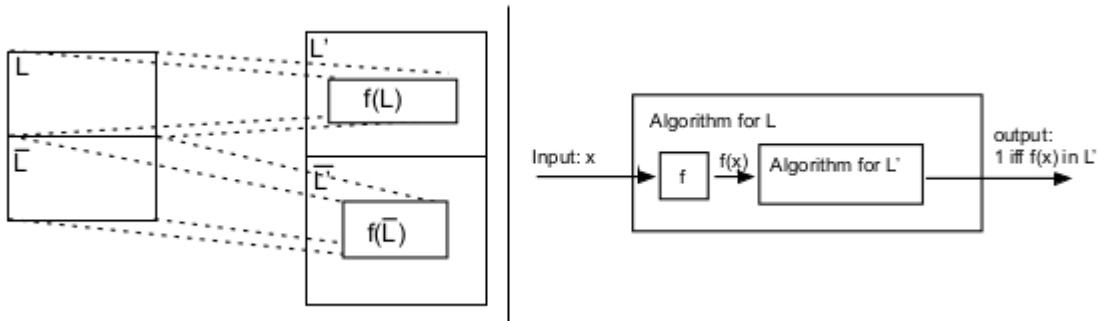 L
L̅
L'
f(L)
L̅'
f(L̅)
Algorithm for L
Input: x
f
f(x)
Algorithm for L'
output:
1 iff f(x) in L'